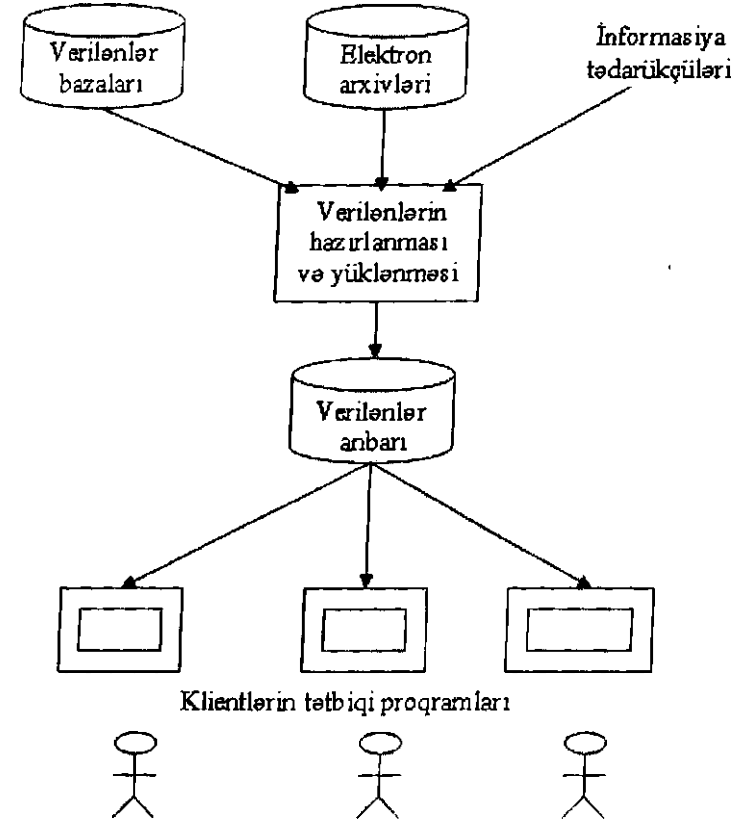 Verilənlər
bazaları
Elektron
arxivləri
İnformasiya
tədarükçüləri
Verilənlərin
hazırlanması
və yüklənməsi
Verilənlər
anbarı
Klientlərin tətbiqi proqramları